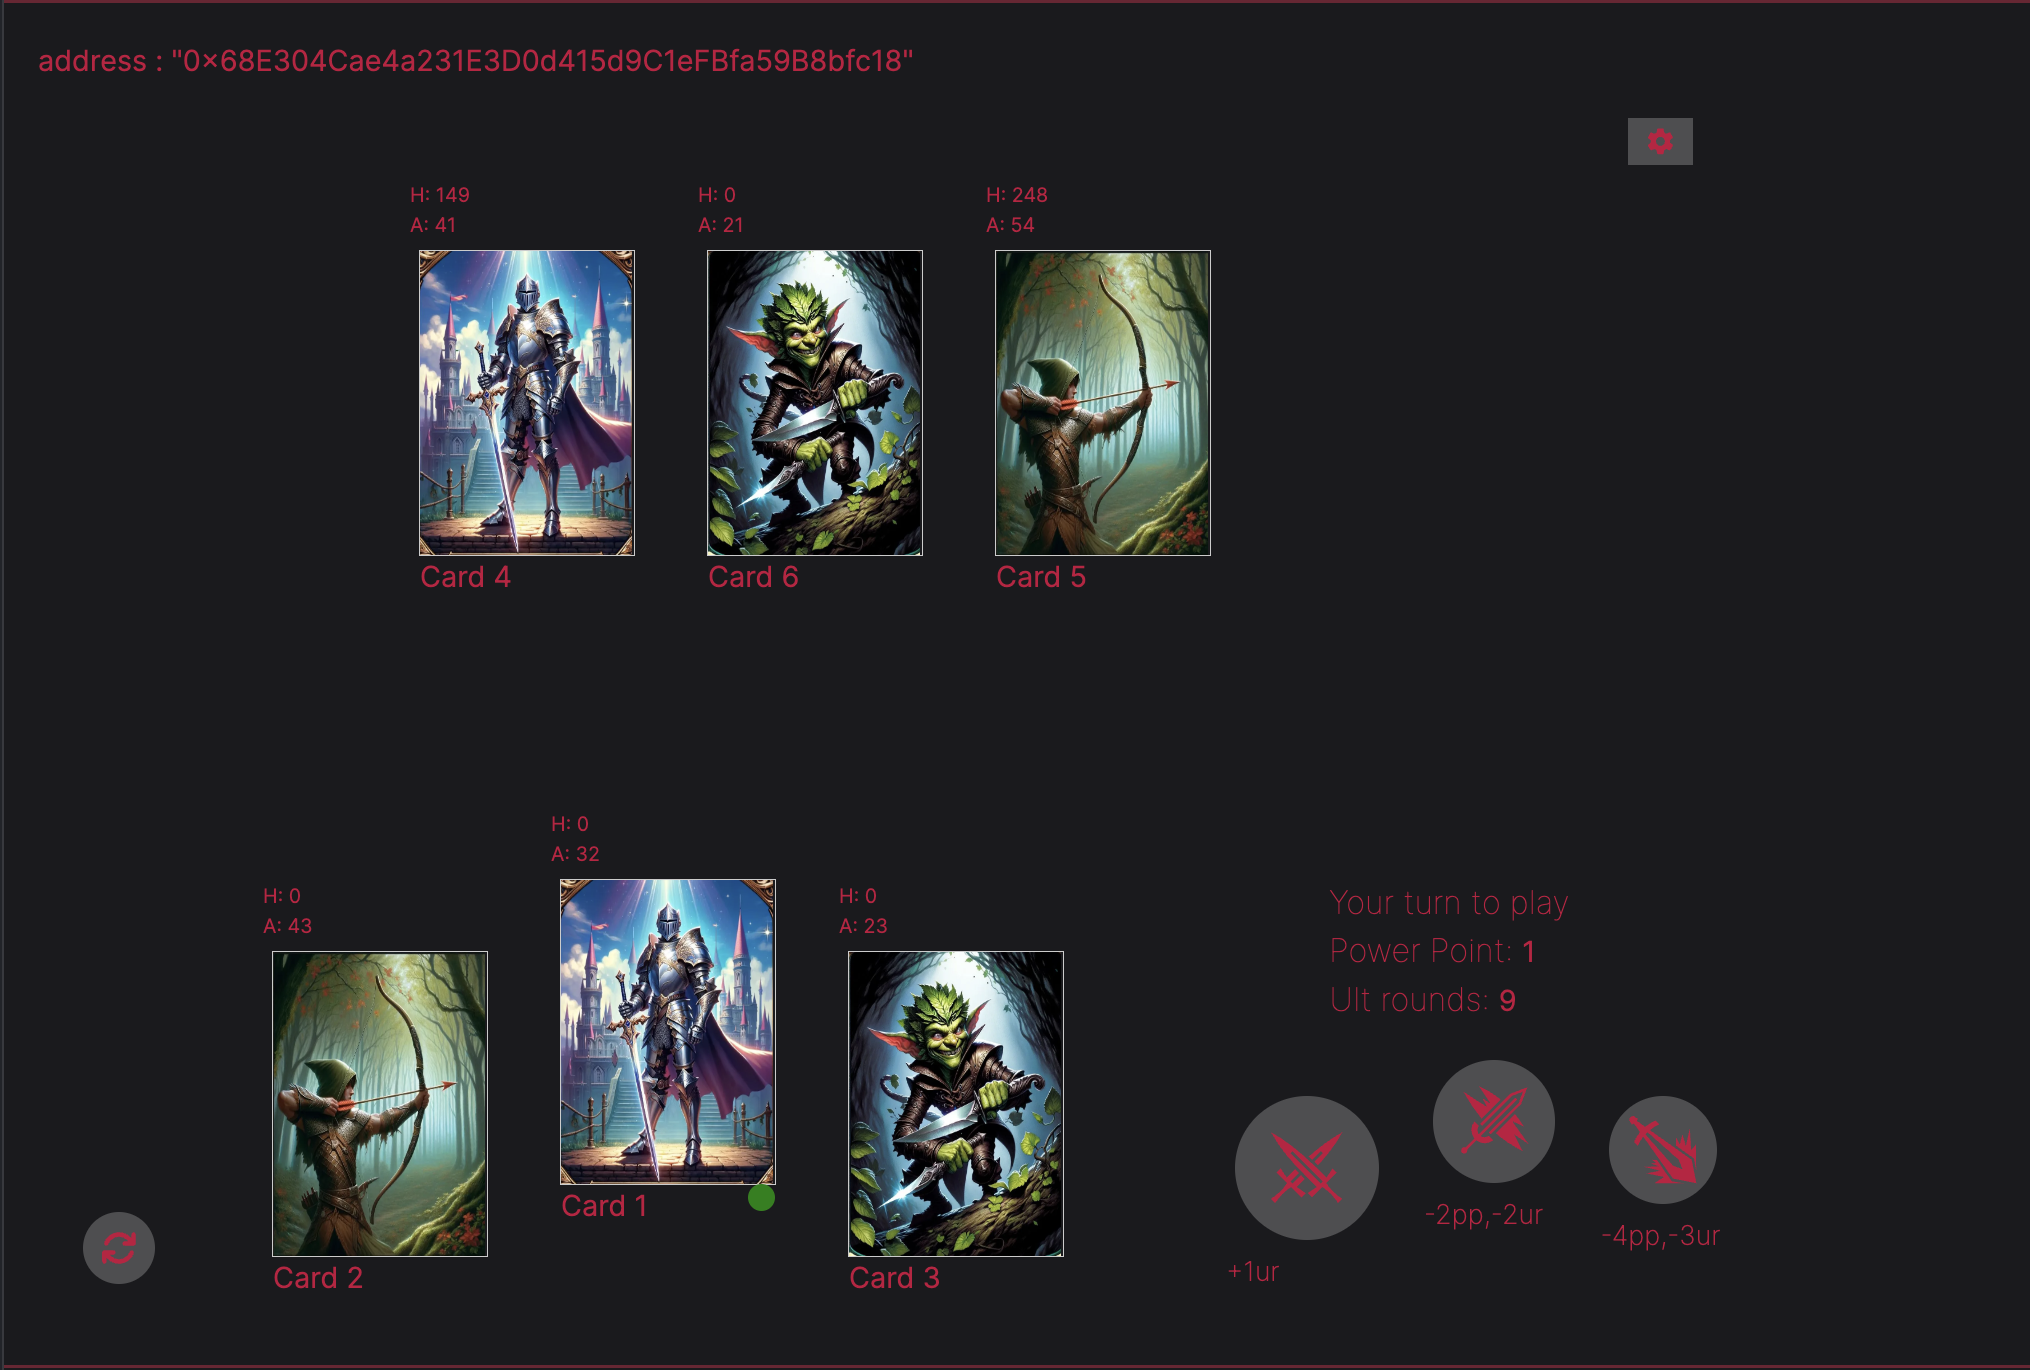 address : "0x68E304Cae4a231E3D0d415d9C1eFBfa59B8bfc18"
H: 149
A: 41
Card 4
H: 0
A: 21
Card 6
H: 248
A: 54
Card 5
H: 0
A: 43
Card 2
H: 0
A: 32
Card 1
H: 0
A: 23
Card 3
Your turn to play
Power Point: 1
Ult rounds: 9
+1ur
-2pp,-2ur
-4pp,-3ur